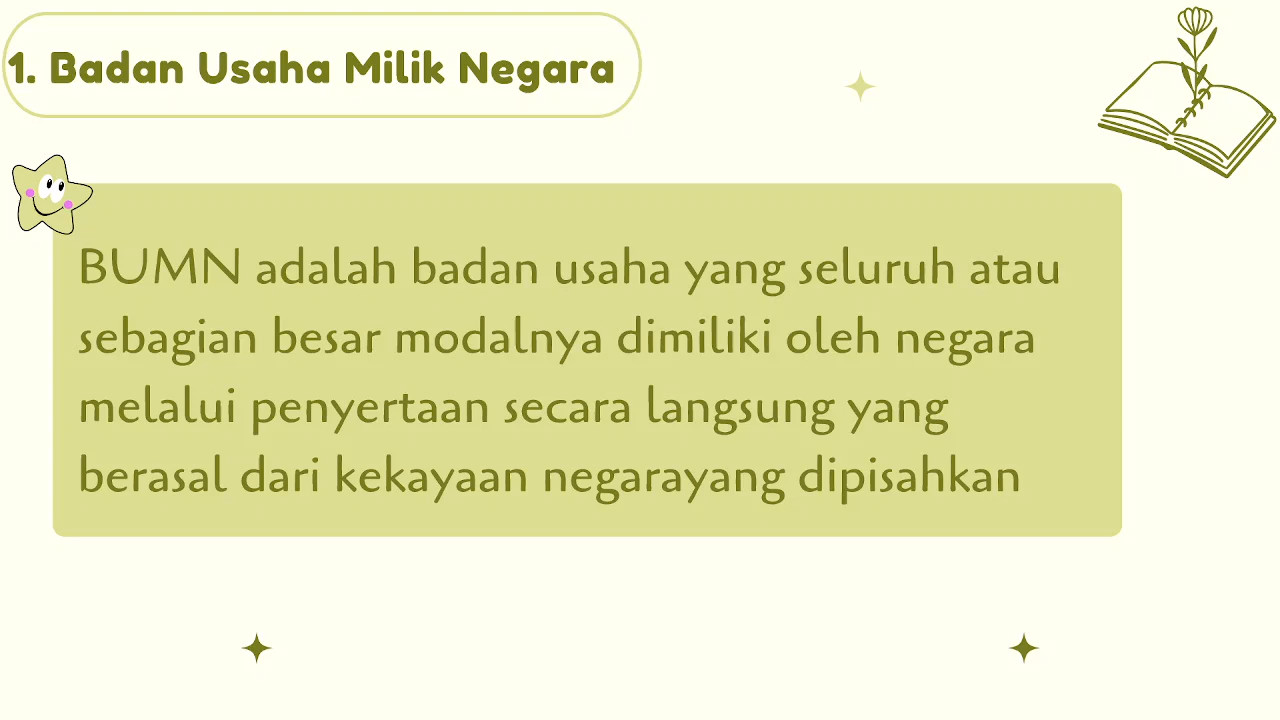 1. Badan Usaha Milik Negara
BUMN adalah badan usaha yang seluruh atau
sebagian besar modalnya dimiliki oleh negara
melalui penyertaan secara langsung yang
berasal dari kekayaan negarayang dipisahkan